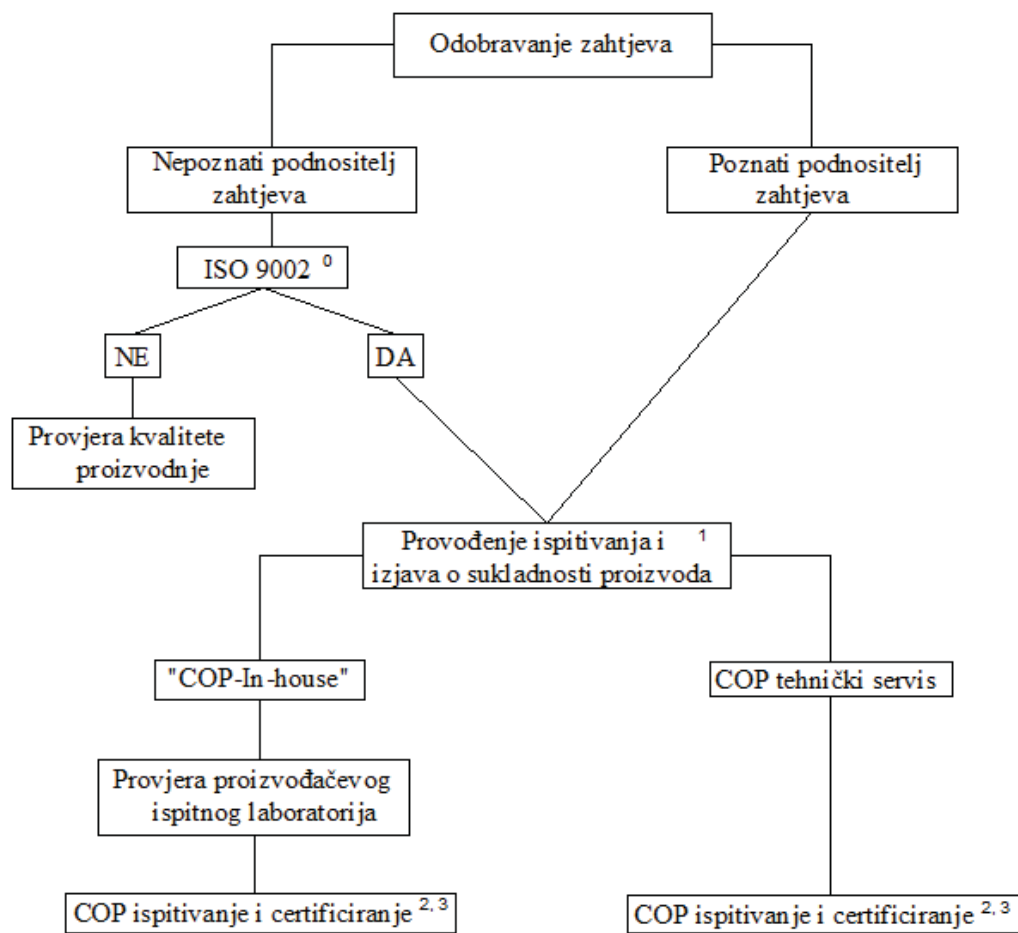 Odobravanje zahtjeva
Nepoznati podnositelj
zahtjeva
Poznati podnositelj
zahtjeva
ISO 9002 0
NE
DA
Provjera kvalitete
proizvodnje
Provođenje ispitivanja i 1
izjava o sukladnosti proizvoda
"COP-In-house"
COP tehnički servis
Provjera proizvođačevog
ispitnog laboratorija
COP ispitivanje i certificiranje 2, 3
COP ispitivanje i certificiranje 2, 3